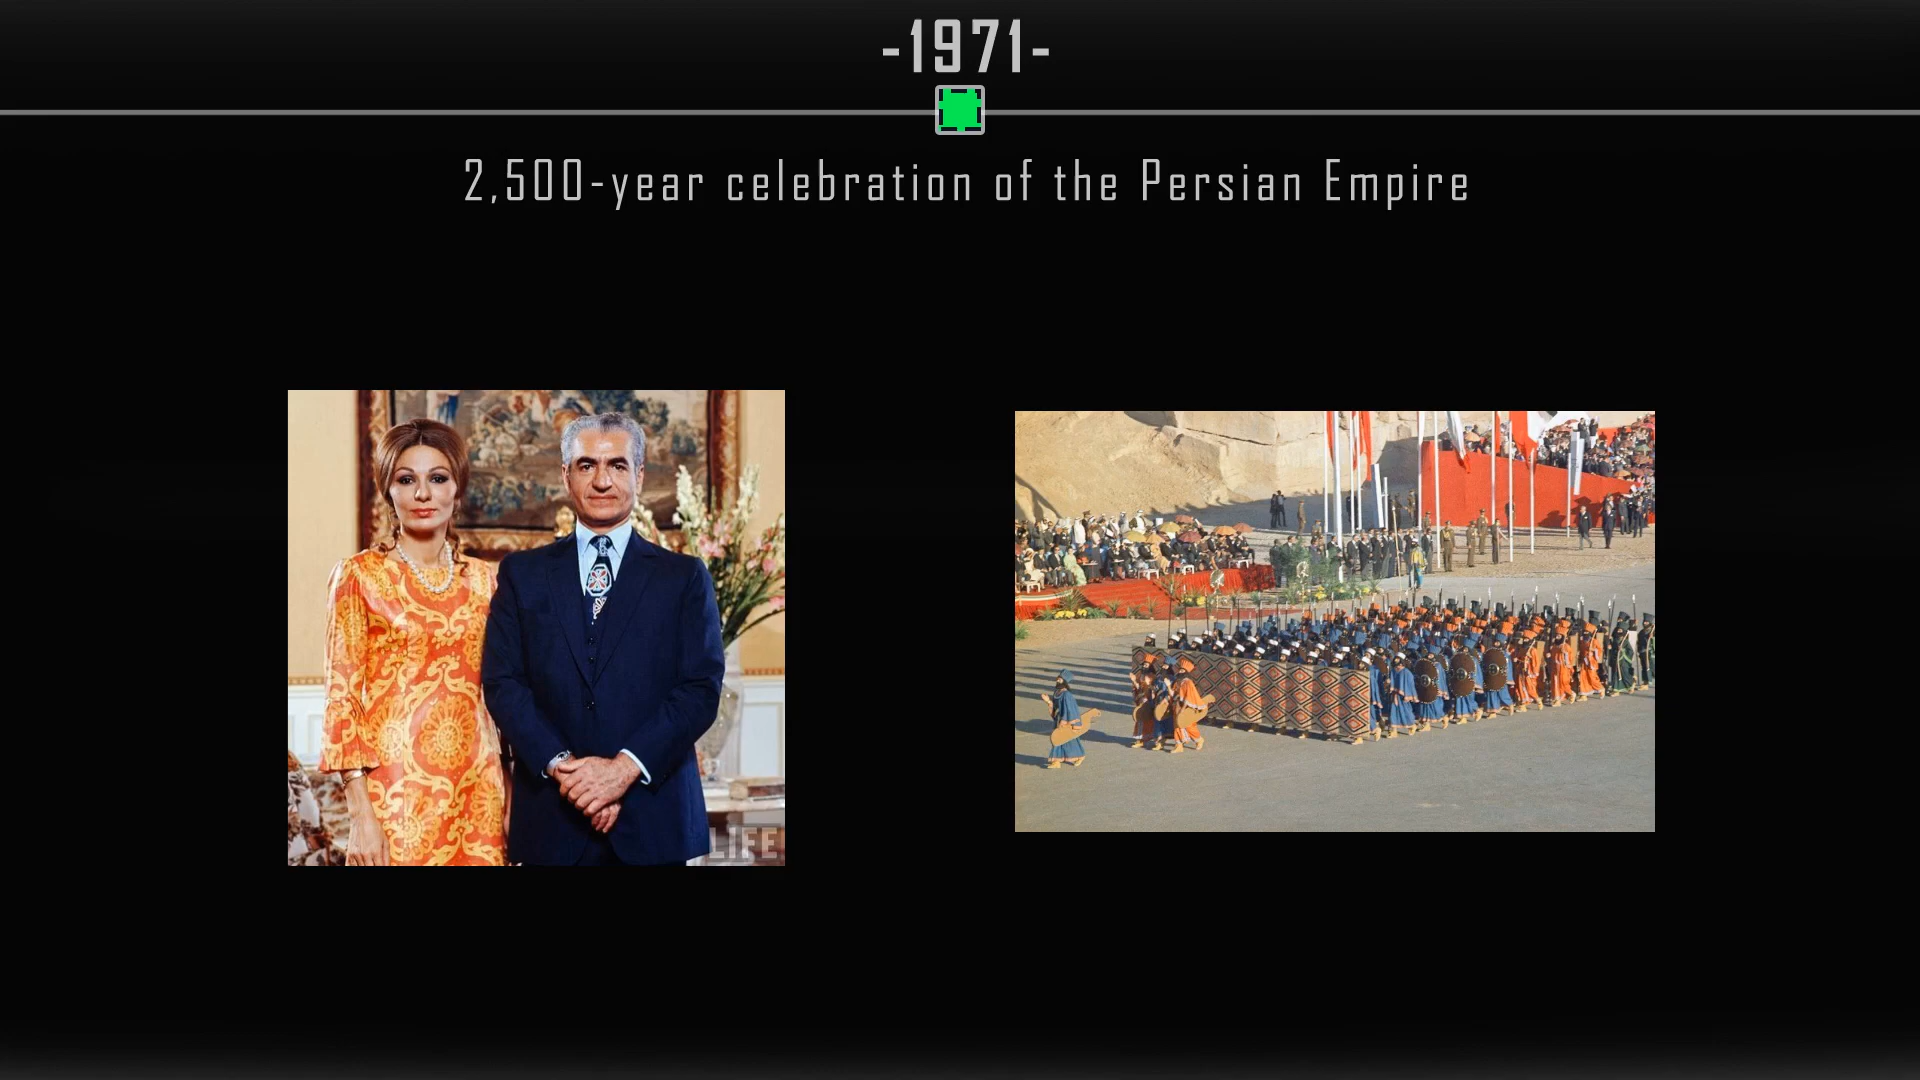 -1971-
2,500-year celebration of the Persian Empire
LIFE